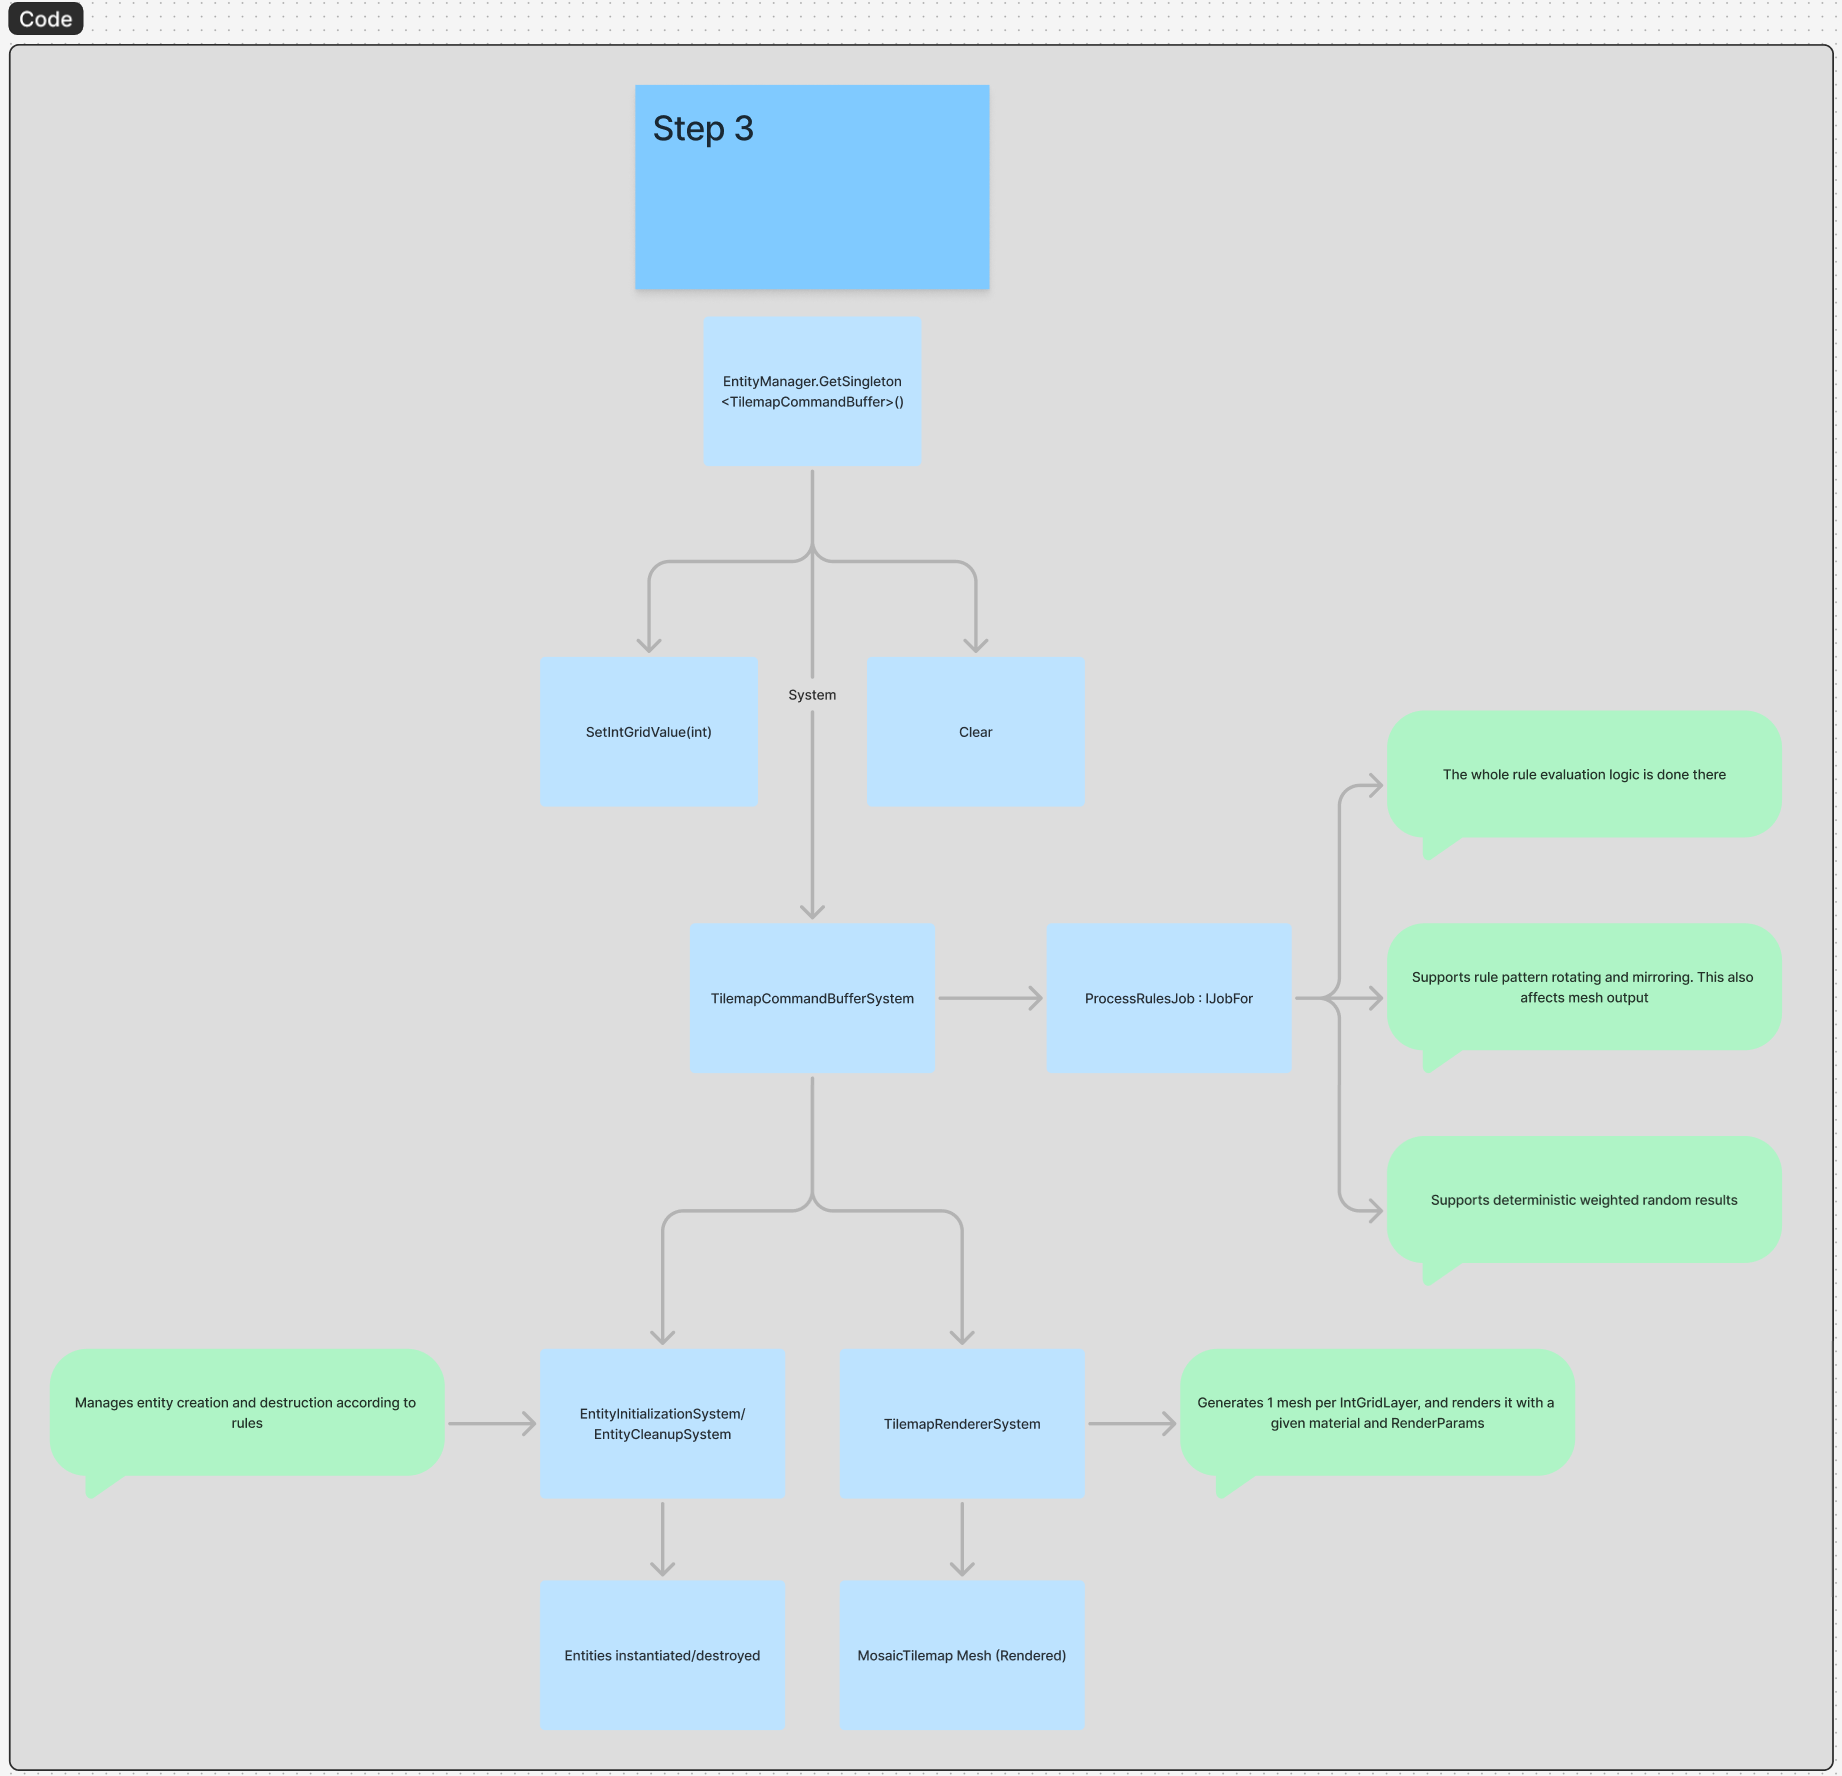 Code
Step 3
EntityManager.GetSingleton
<TilemapCommandBuffer>()
System
SetIntGridValue(int)
Clear
The whole rule evaluation logic is done there
Supports rule pattern rotating and mirroring. This also
affects mesh output
TilemapCommandBufferSystem
ProcessRulesJob : IJobFor
Supports deterministic weighted random results
Manages entity creation and destruction according to
rules
EntityInitializationSystem/
EntityCleanupSystem
TilemapRendererSystem
Generates 1 mesh per IntGridLayer, and renders it with a
given material and RenderParams
Entities instantiated/destroyed
MosaicTilemap Mesh (Rendered)